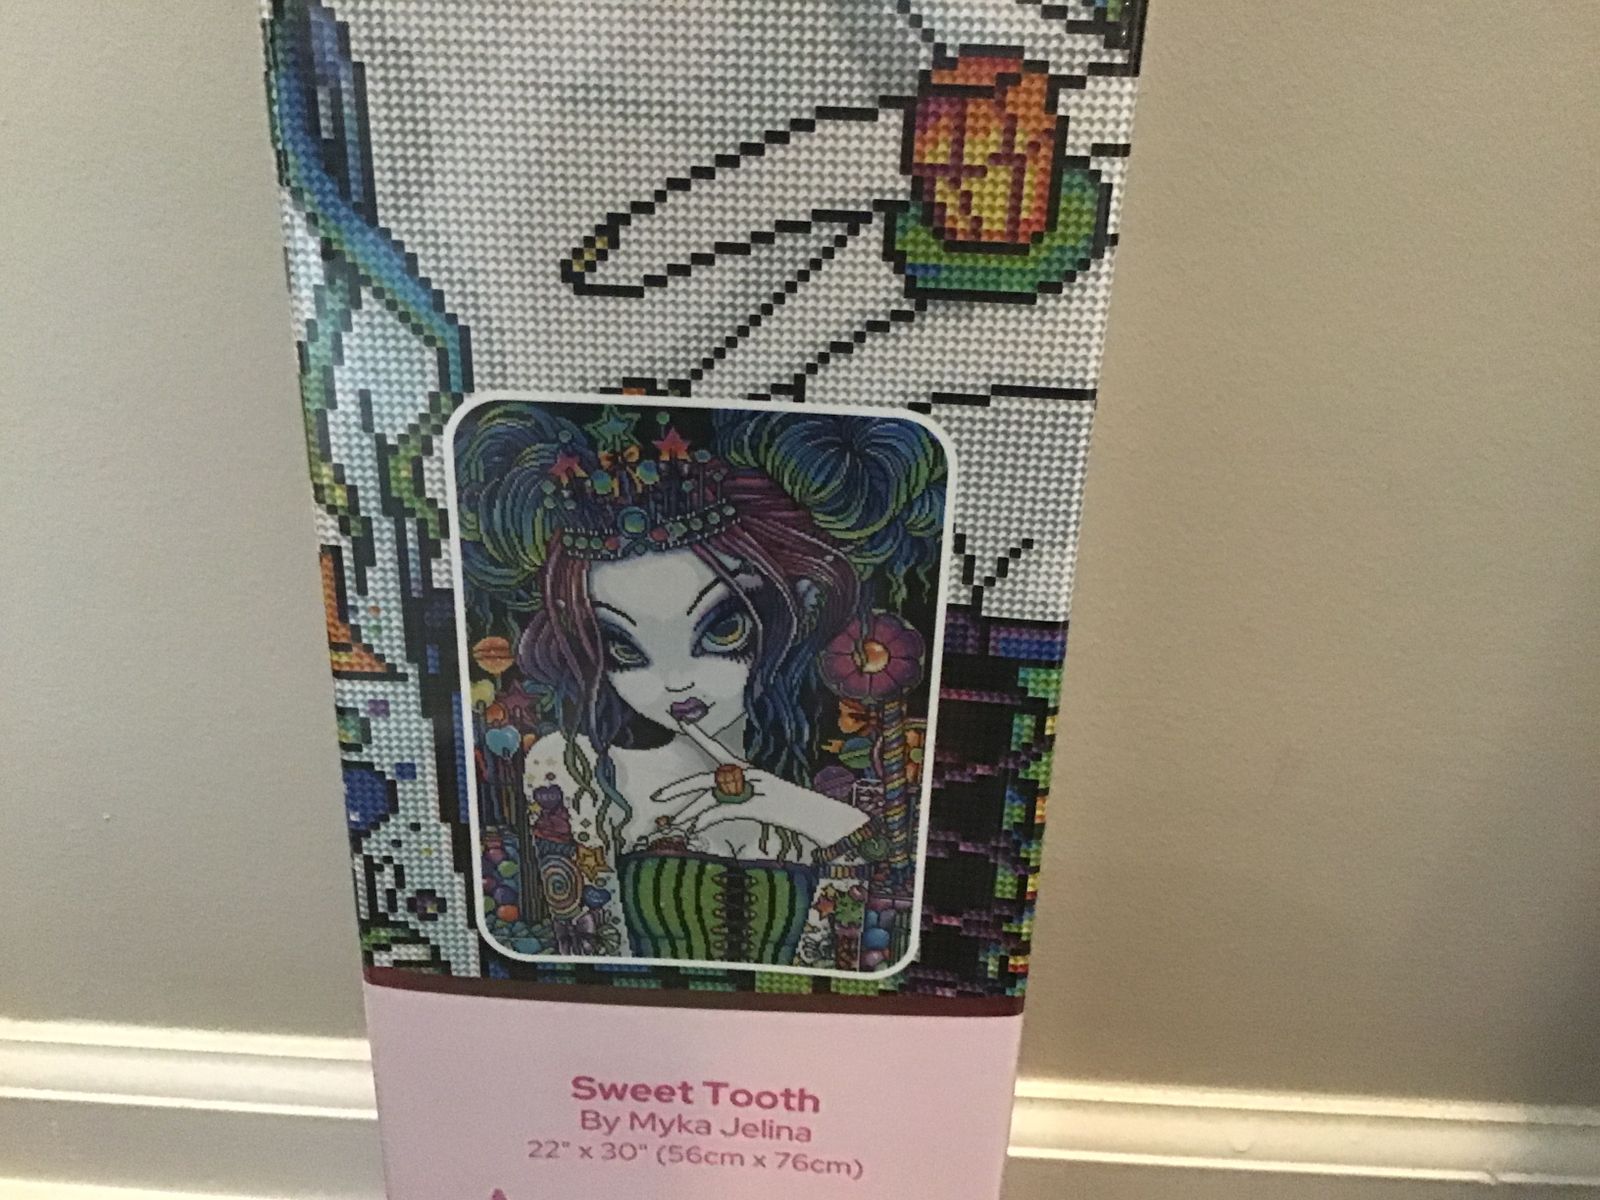 Sweet Tooth
By Myka Jelina
22" x 30" (56cm x 76cm)